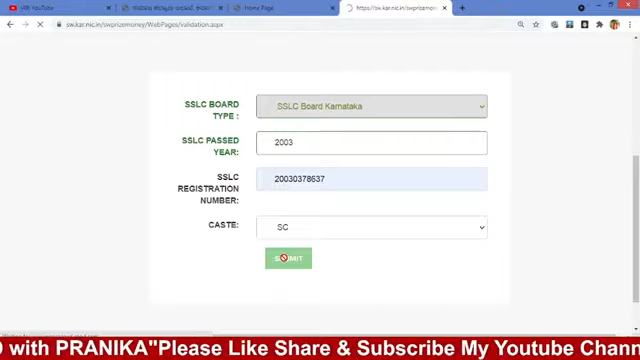 (49) YouTube
Home Page
https://sw.kar.nic.in/swprizemoney
sw.kar.nic.in/swprizemoney/WebPages/validation.aspx
SSLC BOARD TYPE :
SSLC Board Karnataka
SSLC PASSED YEAR:
2003
SSLC REGISTRATION NUMBER:
20030378637
CASTE:
SC
SUBMIT
with PRANIKA"Please Like Share & Subscribe My Youtube Chann